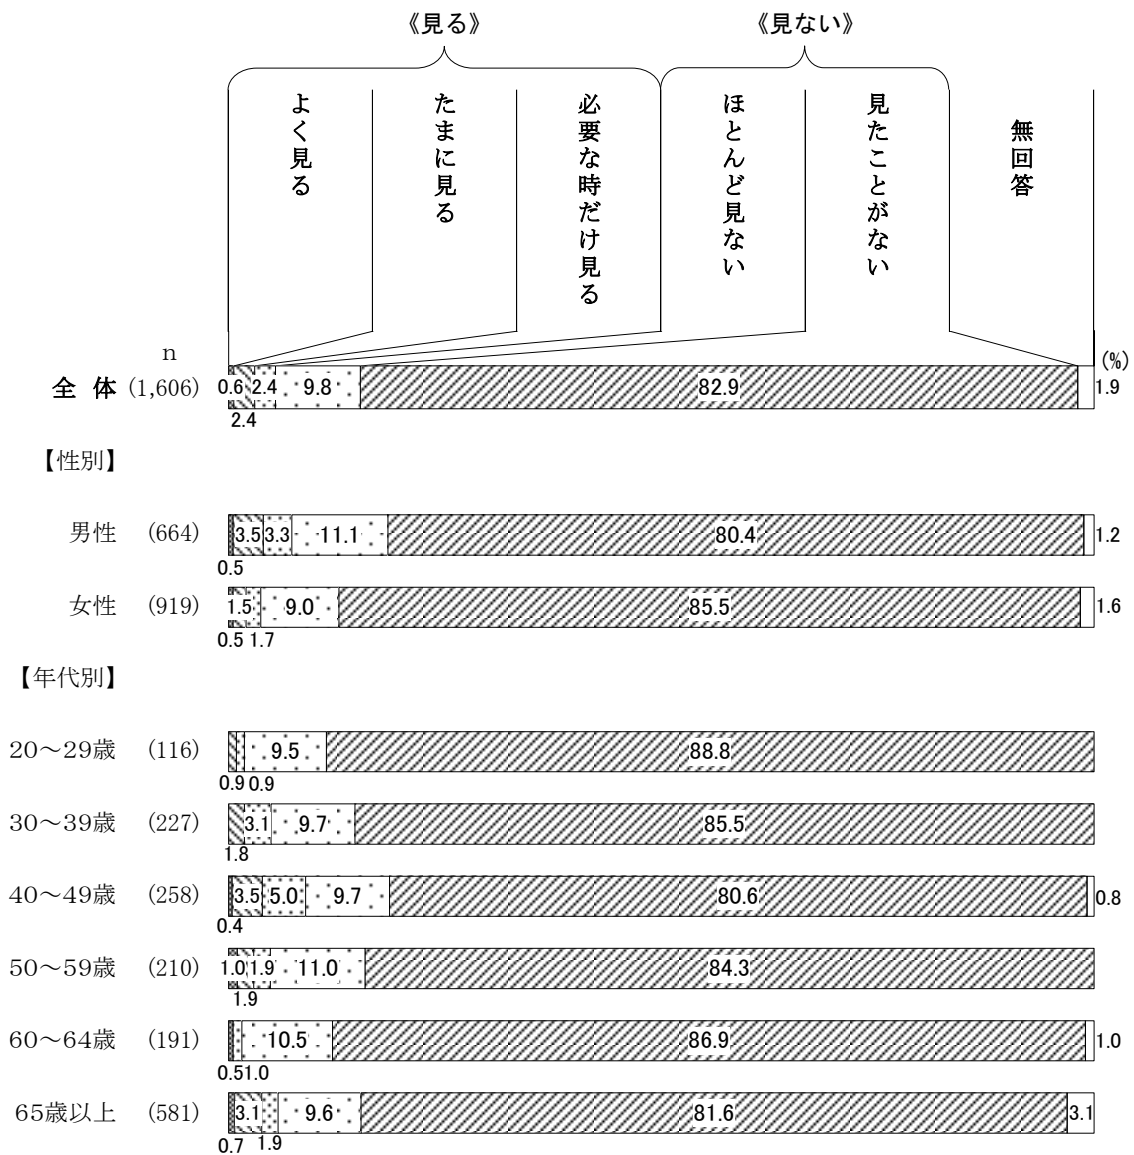 《見る》 《見ない》
よく見る
たまに見る
必要な時だけ見る
ほとんど見ない
見たことがない
無回答
n (%)
全 体 (1,606) 0.6 2.4 9.8 82.9 1.9
2.4
【性別】
男性 (664) 3.5 3.3 11.1 80.4 1.2
0.5
女性 (919) 1.5 9.0 85.5 1.6
0.5 1.7
【年代別】
20～29歳 (116) 9.5 88.8
0.9 0.9
30～39歳 (227) 3.1 9.7 85.5
1.8
40～49歳 (258) 3.5 5.0 9.7 80.6 0.8
0.4
50～59歳 (210) 1.0 1.9 11.0 84.3
1.9
60～64歳 (191) 10.5 86.9 1.0
0.5 1.0
65歳以上 (581) 3.1 9.6 81.6 3.1
0.7 1.9